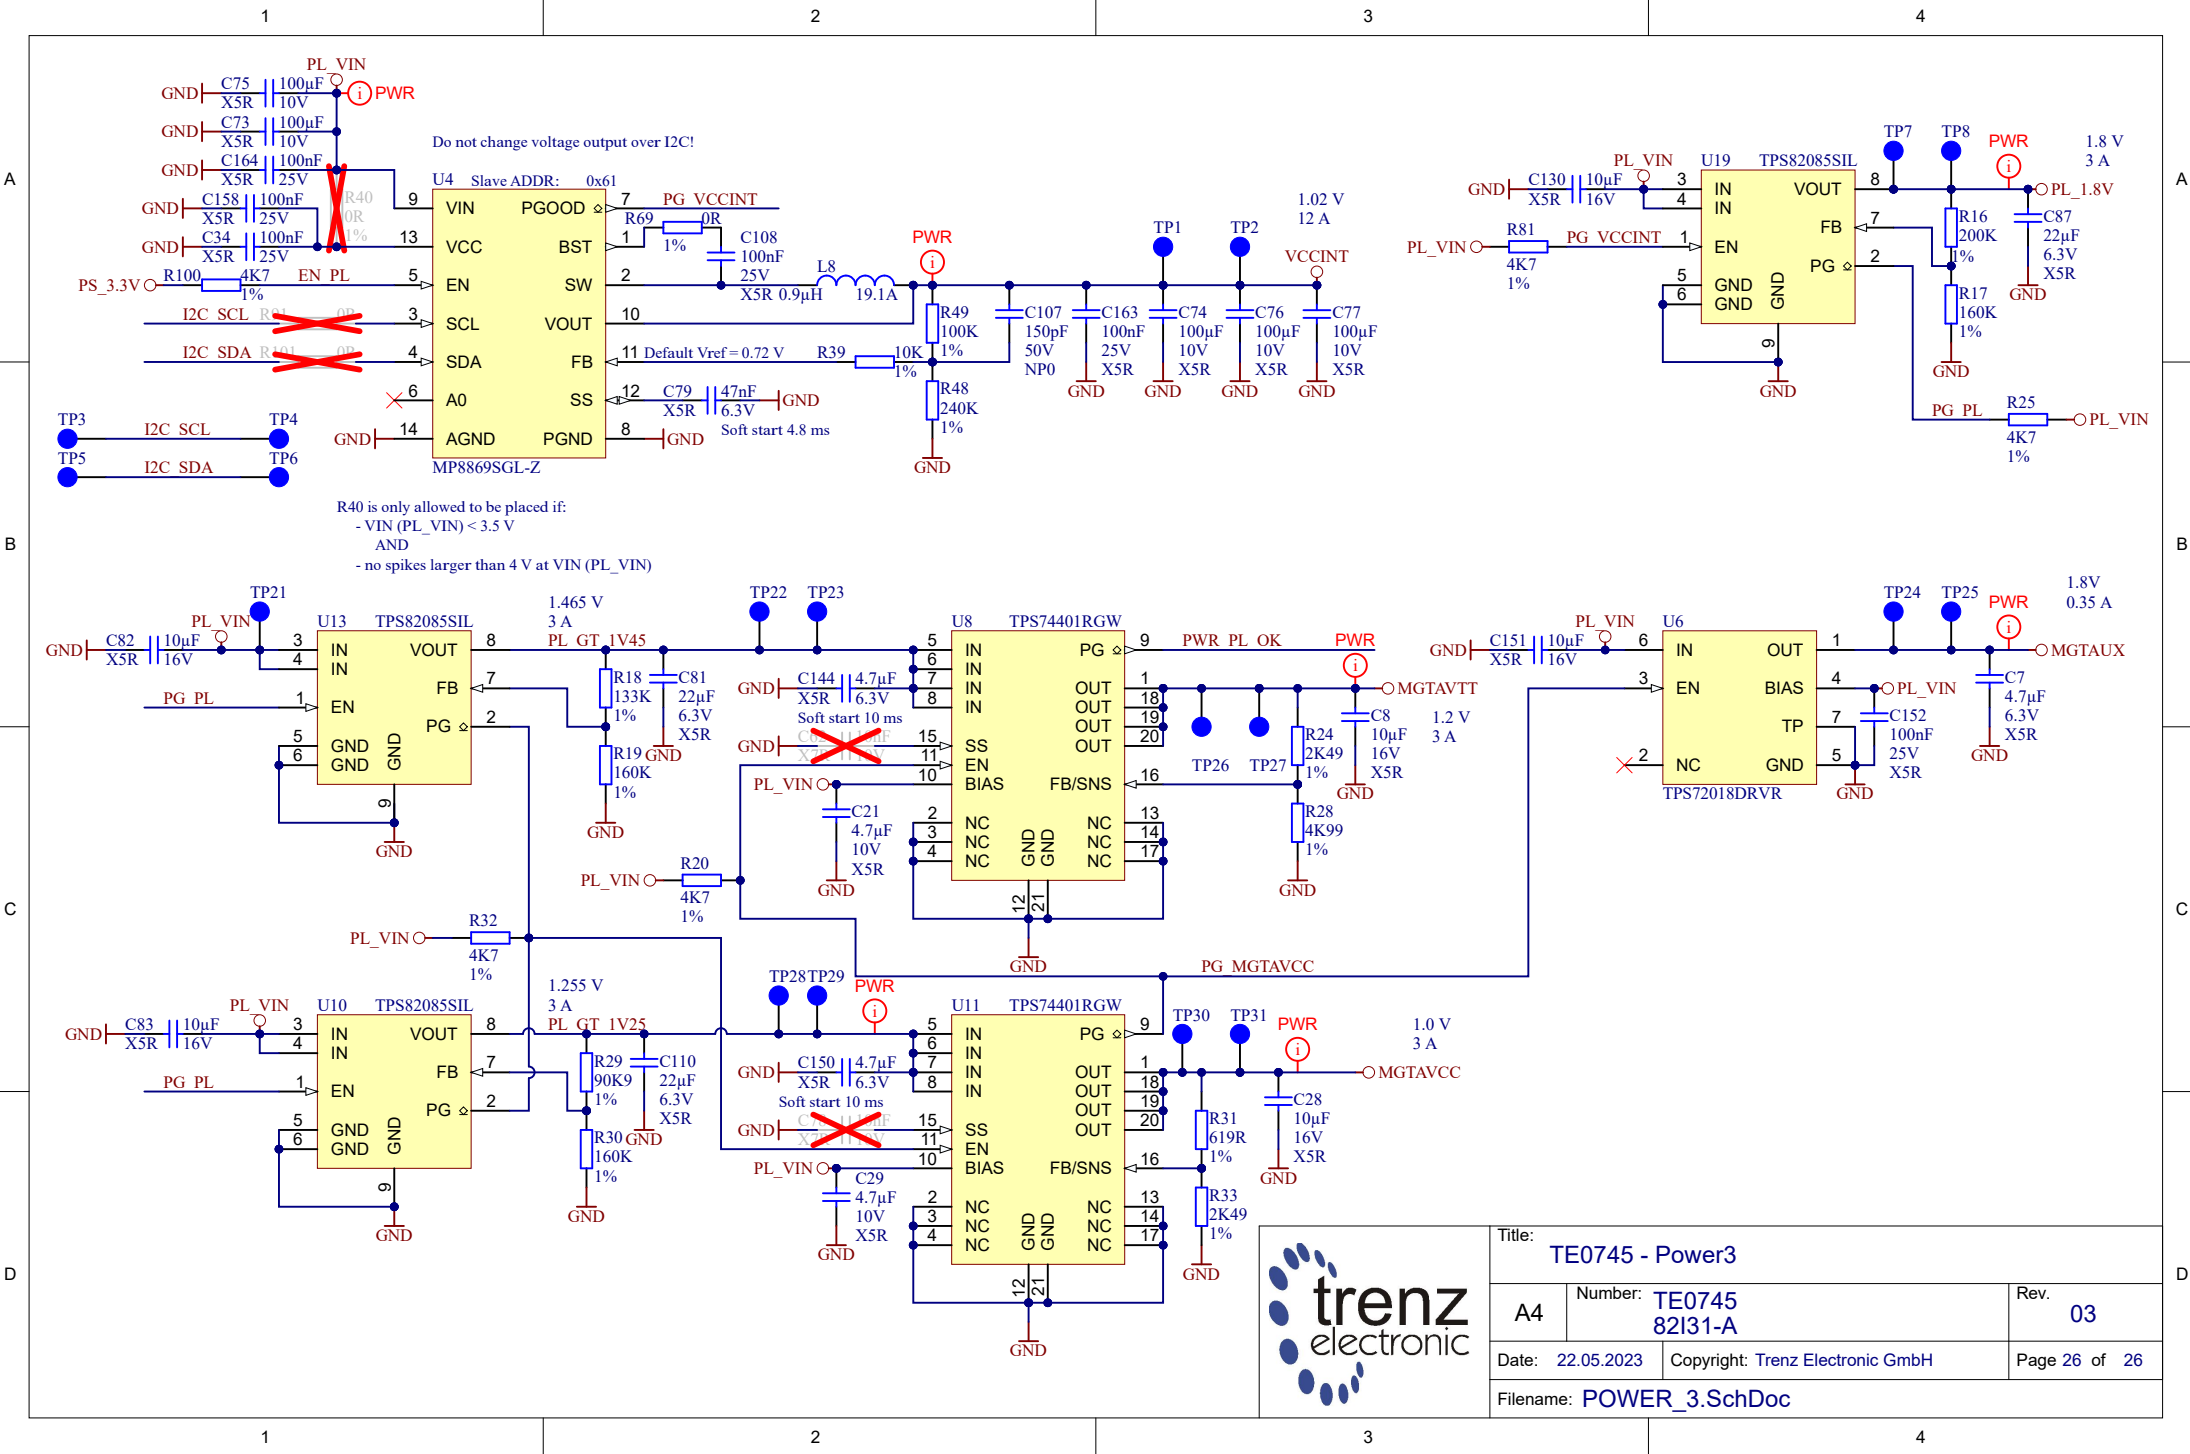 1 2 3 4
A B C D
A B C D
1 2 3 4
PL_VIN
PWR
GND C75 100µF
X5R 10V
GND C73 100µF
X5R 10V
GND C164 100nF
X5R 25V
GND C158 100nF
X5R 25V
GND C34 100nF
X5R 25V
R40
0R
1%
PS_3.3V R100 4K7 EN_PL
1%
I2C_SCL 0R
I2C_SDA R101 0R
Do not change voltage output over I2C!
U4 Slave ADDR: 0x61
9 VIN PGOOD 7 PG_VCCINT
13 VCC BST 1
5 EN SW 2
3 SCL VOUT 10
4 SDA FB 11 Default Vref = 0.72 V
6 A0 SS 12
GND 14 AGND PGND 8 GND
MP8869SGL-Z
R69 0R
1%
C108
100nF
25V
X5R
0.9µH L8 19.1A
R39 10K
1%
C79 47nF GND
X5R 6.3V
Soft start 4.8 ms
PWR
R49
100K
1%
R48
240K
1%
GND
C107
150pF
50V
NP0
C163
100nF
25V
X5R
GND
TP1
C74
100µF
10V
X5R
GND
TP2
C76
100µF
10V
X5R
GND
1.02 V
12 A
VCCINT
C77
100µF
10V
X5R
GND
TP3 I2C_SCL TP4
TP5 I2C_SDA TP6
R40 is only allowed to be placed if:
- VIN (PL_VIN) < 3.5 V
AND
- no spikes larger than 4 V at VIN (PL_VIN)
GND C130 10µF PL_VIN
X5R 16V
PL_VIN R81 PG_VCCINT
4K7
1%
U19 TPS82085SIL
3 IN VOUT 8
4 IN FB 7
1 EN PG 2
5 GND
6 GND GND
9
GND
TP7 TP8 PWR
1.8 V
3 A
PL_1.8V
R16
200K
1%
R17
160K
1%
GND
C87
22µF
6.3V
X5R
GND
PG_PL R25 PL_VIN
4K7
1%
TP21
PL_VIN
GND C82 10µF
X5R 16V
PG_PL
U13 TPS82085SIL
3 IN VOUT 8
4 IN FB 7
1 EN PG 2
5 GND
6 GND GND
9
GND
1.465 V
3 A
PL_GT_1V45
R18
133K
1%
R19
160K
1%
GND
C81
22µF
6.3V
X5R
GND
TP22 TP23
GND C144 4.7µF
X5R 6.3V
Soft start 10 ms
GND
PL_VIN
C21
4.7µF
10V
X5R
GND
PL_VIN R20
4K7
1%
U8 TPS74401RGW
5 IN PG 9 PWR_PL_OK
6 IN
7 IN OUT 1
8 IN OUT 18
OUT 19
15 SS OUT 20
11 EN
10 BIAS FB/SNS 16
2 NC NC 13
3 NC NC 14
4 NC NC 17
GND GND
12 21
GND
PWR
MGTAVTT
1.2 V
3 A
TP26 TP27
R24
2K49
1%
R28
4K99
1%
GND
C8
10µF
16V
X5R
GND
GND C151 10µF PL_VIN
X5R 16V
U6
6 IN OUT 1
3 EN BIAS 4 PL_VIN
TP 7
2 NC GND 5
TPS72018DRVR
TP24 TP25 PWR
1.8V
0.35 A
MGTAUX
C7
4.7µF
6.3V
X5R
GND
C152
100nF
25V
X5R
GND
PL_VIN R32
4K7
1%
PG_MGTAVCC
PL_VIN
GND C83 10µF
X5R 16V
PG_PL
U10 TPS82085SIL
3 IN VOUT 8
4 IN FB 7
1 EN PG 2
5 GND
6 GND GND
9
GND
1.255 V
3 A
PL_GT_1V25
R29
90K9
1%
R30
160K
1%
GND
C110
22µF
6.3V
X5R
GND
TP28 TP29 PWR
GND C150 4.7µF
X5R 6.3V
Soft start 10 ms
GND
PL_VIN
C29
4.7µF
10V
X5R
GND
U11 TPS74401RGW
5 IN PG 9
6 IN
7 IN OUT 1
8 IN OUT 18
OUT 19
15 SS OUT 20
11 EN
10 BIAS FB/SNS 16
2 NC NC 13
3 NC NC 14
4 NC NC 17
GND GND
12 21
GND
TP30 TP31 PWR
1.0 V
3 A
MGTAVCC
R31
619R
1%
R33
2K49
1%
GND
C28
10µF
16V
X5R
GND
trenz
electronic
Title:
TE0745 - Power3
A4
Number: TE0745
82I31-A
Rev.
03
Date: 22.05.2023 Copyright: Trenz Electronic GmbH Page 26 of 26
Filename: POWER_3.SchDoc